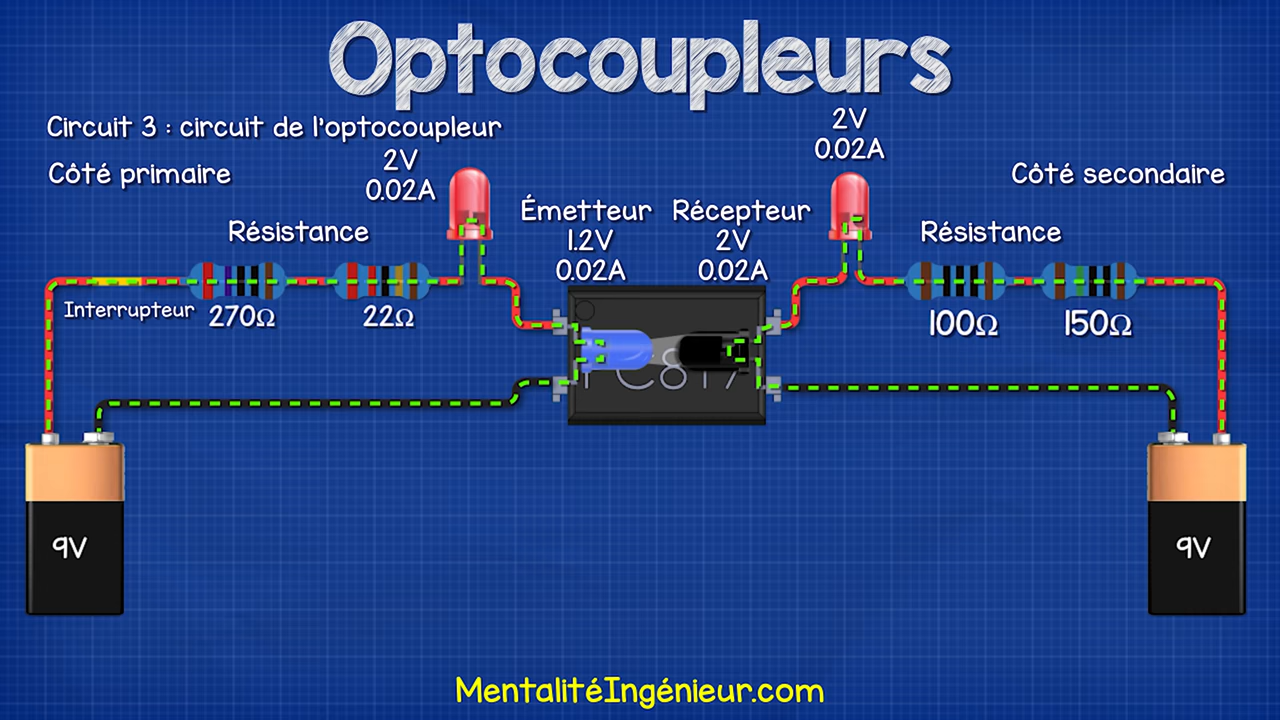 Optocoupleurs
Circuit 3 : circuit de l'optocoupleur
Côté primaire
2V
0.02A
2V
0.02A
Côté secondaire
Résistance
Émetteur
1.2V
0.02A
Récepteur
2V
0.02A
Résistance
Interrupteur
270Ω
22Ω
100Ω
150Ω
PC817
9V
9V
MentalitéIngénieur.com